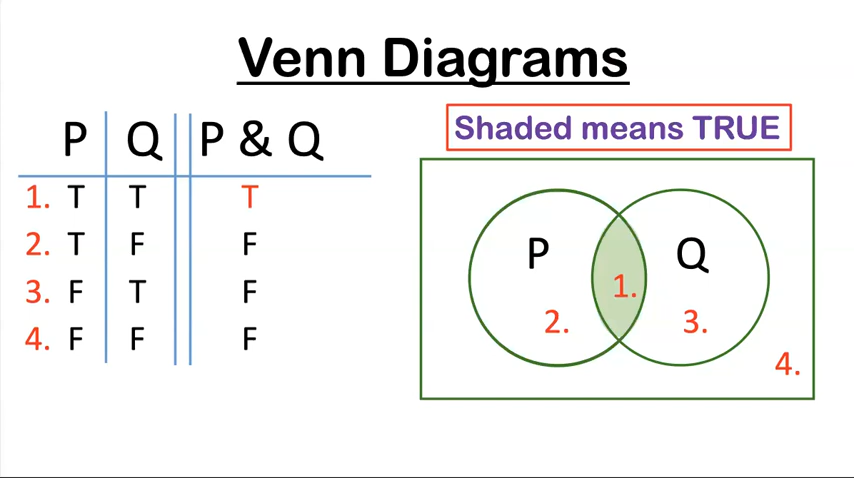 Venn Diagrams
P Q P & Q
1. T T T
2. T F F
3. F T F
4. F F F
Shaded means TRUE
P Q
1.
2. 3.
4.